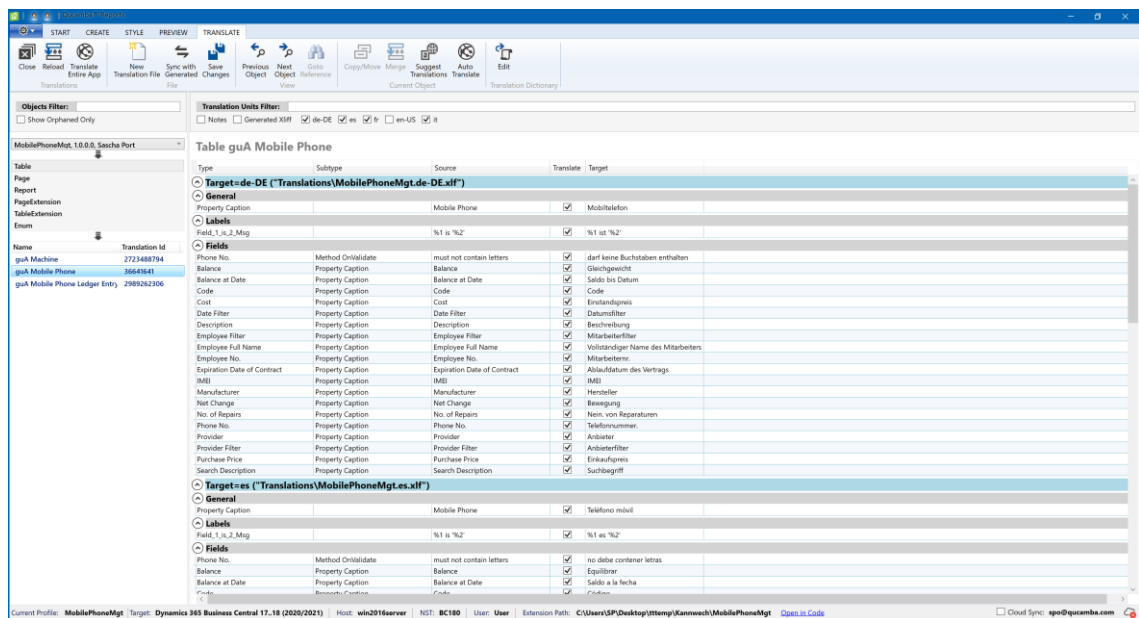 Qucamba® Reports
START CREATE STYLE PREVIEW TRANSLATE
Close Reload Translate Entire App New Translation File Sync with Generated Save Changes Previous Object Next Object Goto Reference Copy/Move Merge Suggest Translations Auto Translate Edit
Translations File View Current Object Translation Dictionary
Objects Filter: Translation Units Filter:
Show Orphaned Only Notes Generated Xliff de-DE es fr en-US it
MobilePhoneMgt, 1.0.0.0, Sascha Port
Table guA Mobile Phone
Table
Page
Report
PageExtension
TableExtension
Enum
Name Translation Id
guA Machine 2723488794
guA Mobile Phone 36641641
guA Mobile Phone Ledger Entry 2989262306
Type Subtype Source Translate Target
Target=de-DE ("Translations\MobilePhoneMgt.de-DE.xlf")
General
Property Caption Mobile Phone Mobiltelefon
Labels
Field_1_is_2_Msg %1 is '%2' %1 ist '%2'
Fields
Phone No. Method OnValidate must not contain letters darf keine Buchstaben enthalten
Balance Property Caption Balance Gleichgewicht
Balance at Date Property Caption Balance at Date Saldo bis Datum
Code Property Caption Code Code
Cost Property Caption Cost Einstandspreis
Date Filter Property Caption Date Filter Datumsfilter
Description Property Caption Description Beschreibung
Employee Filter Property Caption Employee Filter Mitarbeiterfilter
Employee Full Name Property Caption Employee Full Name Vollständiger Name des Mitarbeiters
Employee No. Property Caption Employee No. Mitarbeiternr.
Expiration Date of Contract Property Caption Expiration Date of Contract Ablaufdatum des Vertrags
IMEI Property Caption IMEI IMEI
Manufacturer Property Caption Manufacturer Hersteller
Net Change Property Caption Net Change Bewegung
No. of Repairs Property Caption No. of Repairs Nein. von Reparaturen
Phone No. Property Caption Phone No. Telefonnummer.
Provider Property Caption Provider Anbieter
Provider Filter Property Caption Provider Filter Anbieterfilter
Purchase Price Property Caption Purchase Price Einkaufspreis
Search Description Property Caption Search Description Suchbegriff
Target=es ("Translations\MobilePhoneMgt.es.xlf")
General
Property Caption Mobile Phone Teléfono móvil
Labels
Field_1_is_2_Msg %1 is '%2' %1 es '%2'
Fields
Phone No. Method OnValidate must not contain letters no debe contener letras
Balance Property Caption Balance Equilibrar
Balance at Date Property Caption Balance at Date Saldo a la fecha
Code Property Caption Code Código
Current Profile: MobilePhoneMgt Target: Dynamics 365 Business Central 17..18 (2020/2021) Host: win2016server NST: BC180 User: User Extension Path: C:\Users\SP\Desktop\tttemp\Kannwech\MobilePhoneMgt Open in Code Cloud Sync: spo@qucamba.com